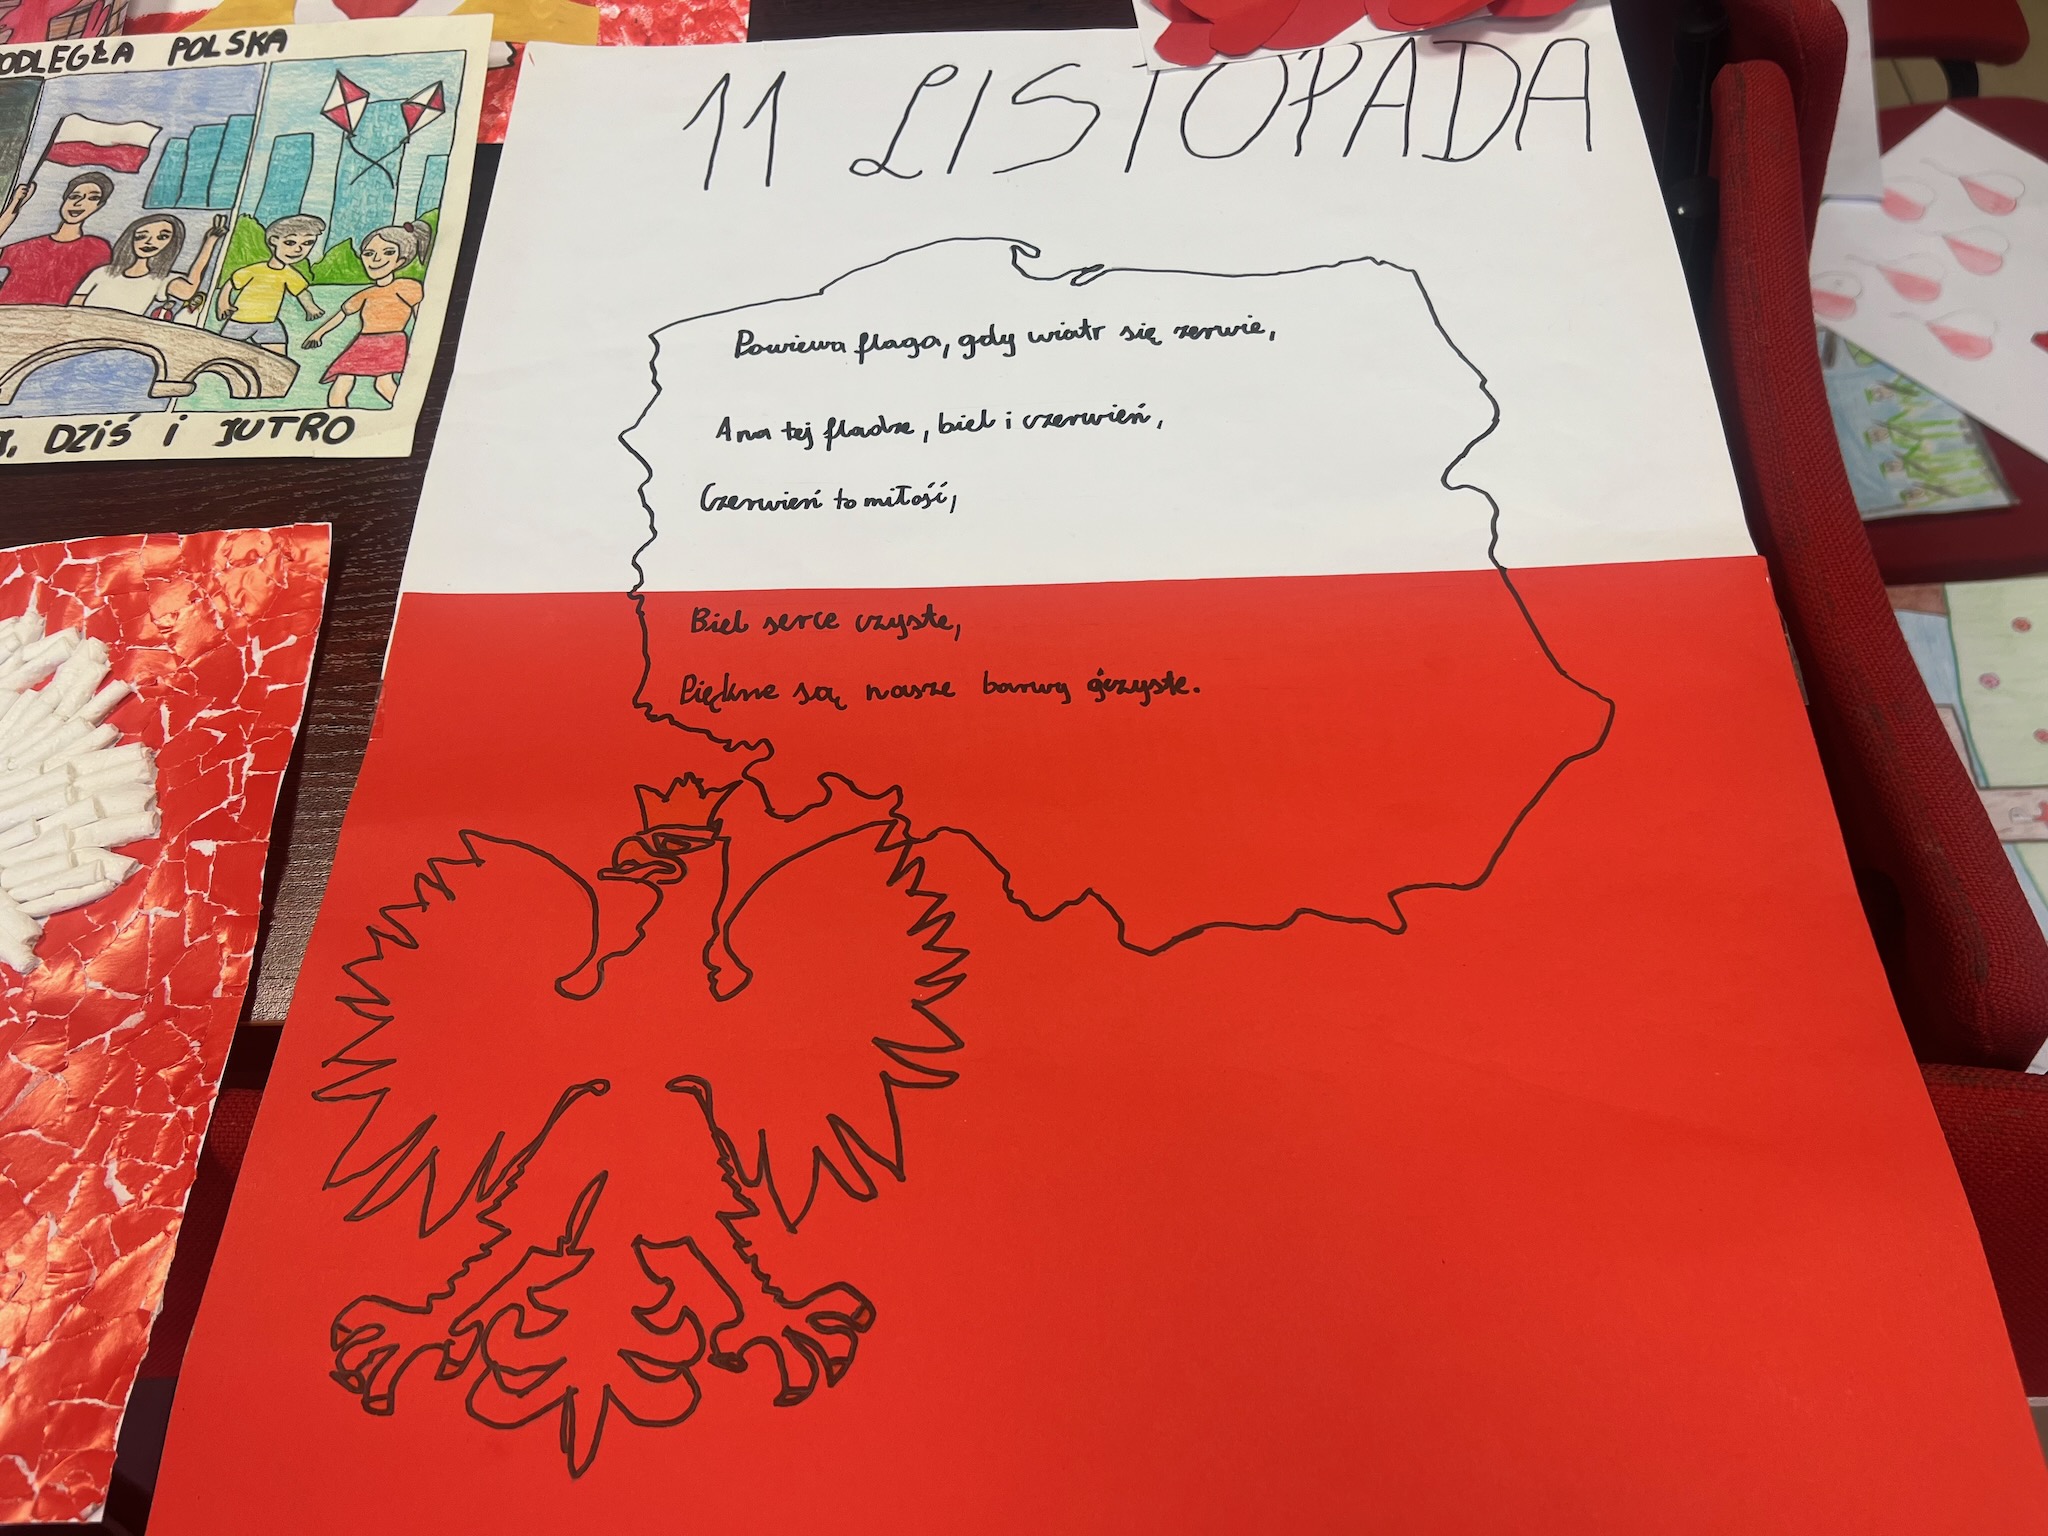 ODLEGŁA POLSKA
DZIŚ i JUTRO
11 LISTOPADA
Powiewa flaga, gdy wiatr się zerwie,
A na tej fladze, biel i czerwień,
Czerwień to miłość,
Biel serce czyste,
Piękne są nasze barwy